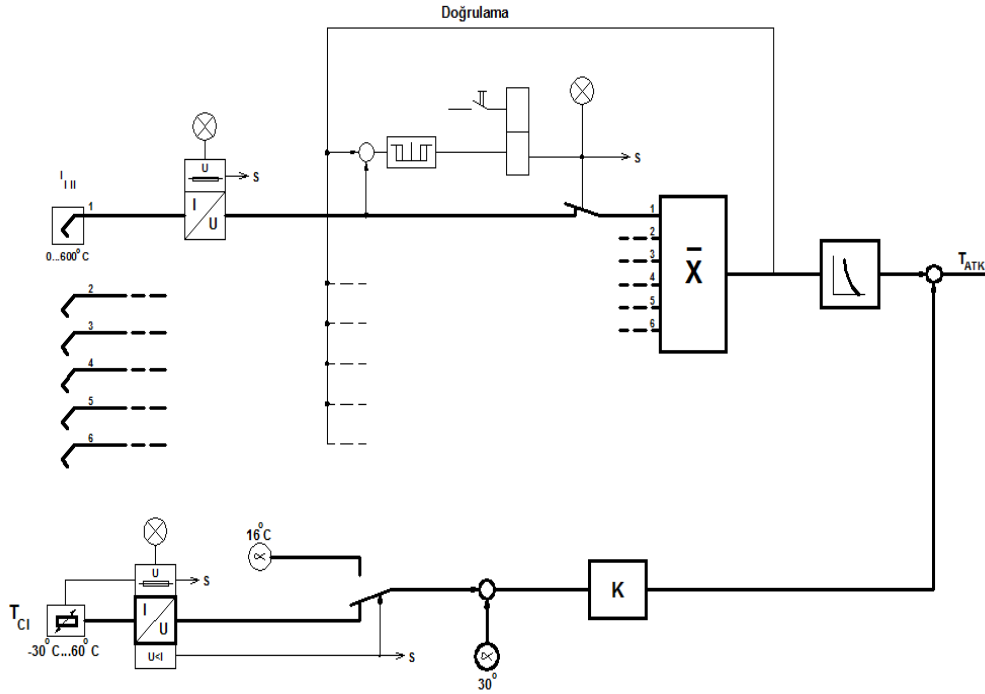 Doğrulama
U
S
S
I I II
1
I
U
0...600°C
1
2
3
4
5
6
X
T ATK
2
3
4
5
6
16°C
U
S
T CI
I
U
-30°C...60°C
U<I
S
K
30°